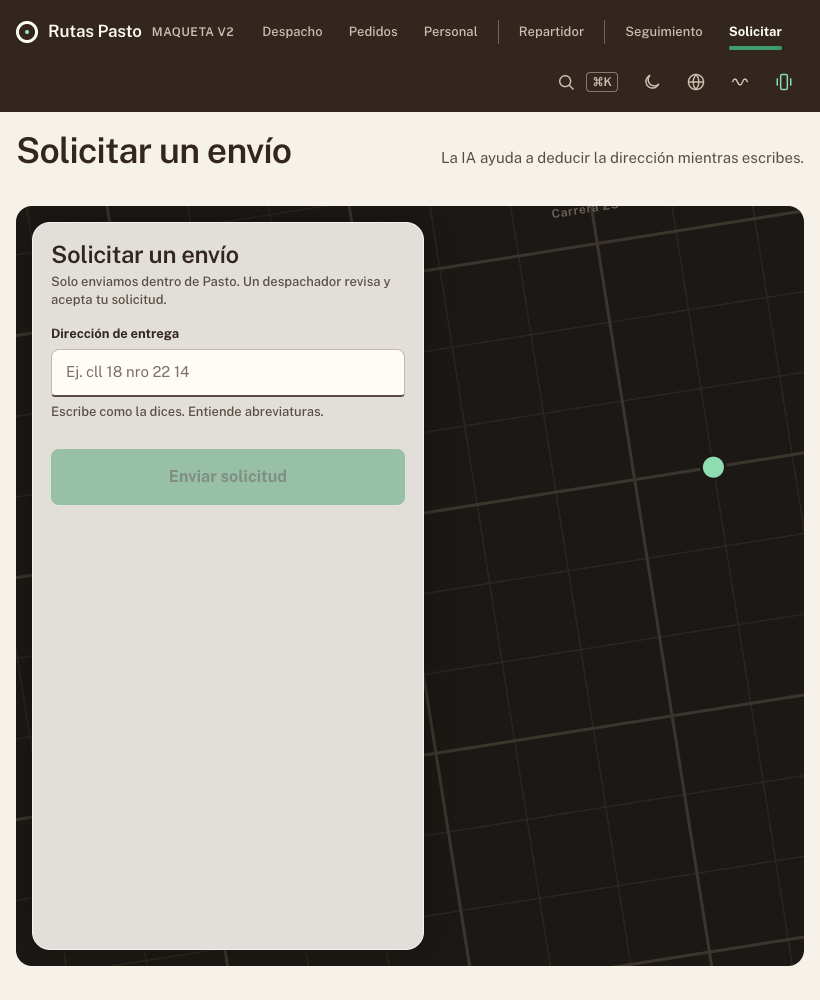 Rutas Pasto MAQUETA V2 Despacho Pedidos Personal Repartidor Seguimiento Solicitar
⌘K
Solicitar un envío
La IA ayuda a deducir la dirección mientras escribes.
Carrera
Solicitar un envío
Solo enviamos dentro de Pasto. Un despachador revisa y
acepta tu solicitud.
Dirección de entrega
Ej. cll 18 nro 22 14
Escribe como la dices. Entiende abreviaturas.
Enviar solicitud